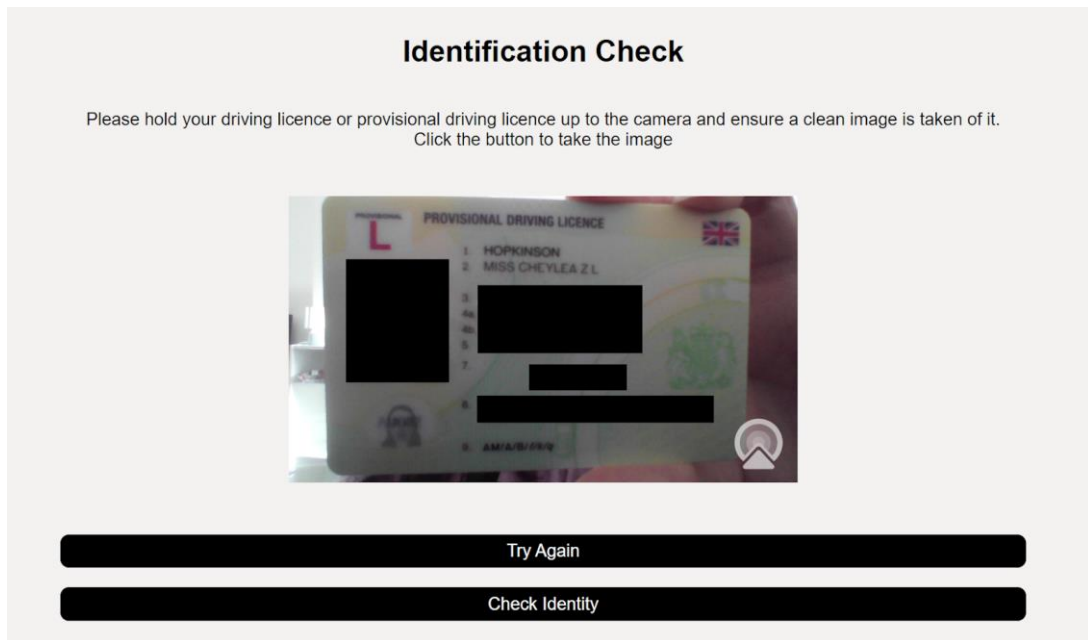 Identification Check
Please hold your driving licence or provisional driving licence up to the camera and ensure a clean image is taken of it.
Click the button to take the image
PROVISIONAL
L
PROVISIONAL DRIVING LICENCE
1. HOPKINSON
2. MISS CHEYLEA Z L
3.
4a.
4b.
5.
7.
8.
9. AM/A/B/f/k/q
Try Again
Check Identity